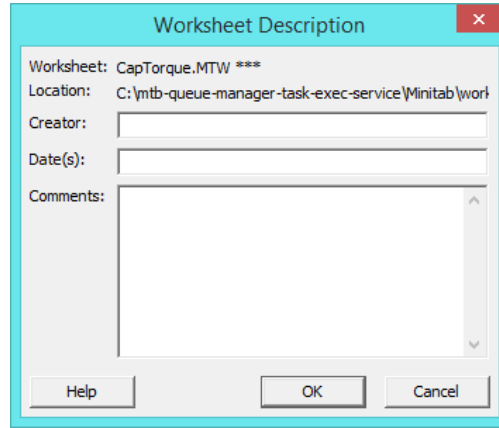 Worksheet Description
Worksheet: CapTorque.MTW ***
Location: C:\mtb-queue-manager-task-exec-service\Minitab\work
Creator:
Date(s):
Comments:
Help OK Cancel